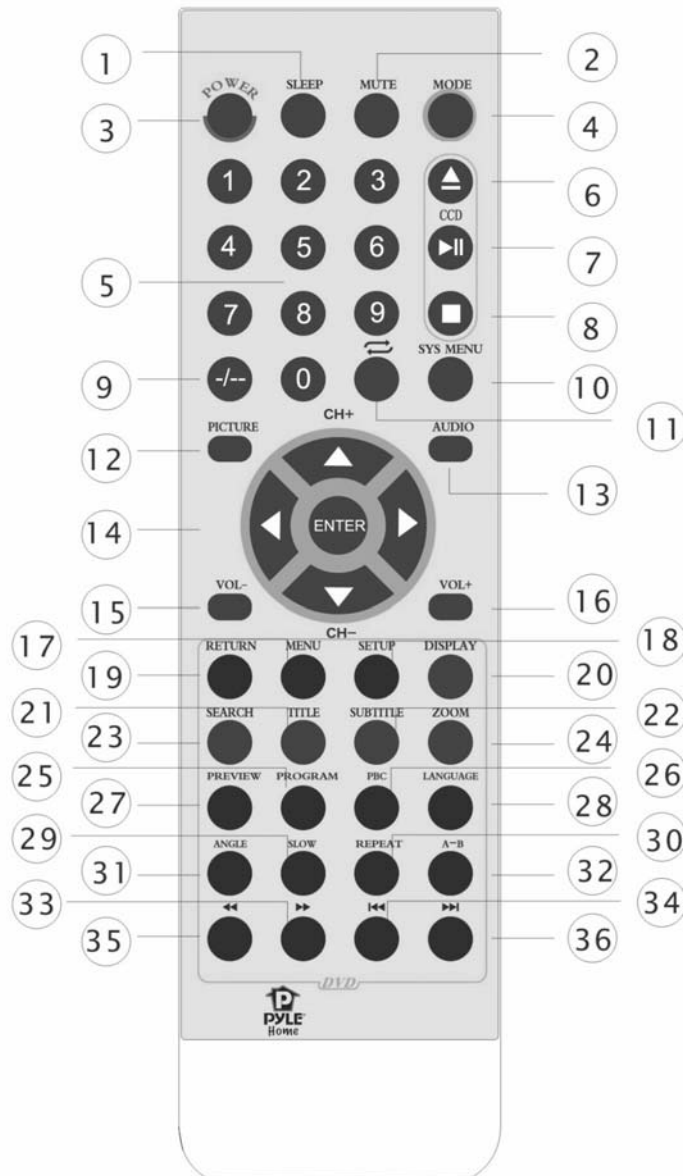 1
2
SLEEP MUTE
POWER MODE
3
4
1 2 3
6
CCD
4 5 6
7
5
7 8 9
8
SYS MENU
9
-/-- 0
10
CH+
11
PICTURE AUDIO
12
13
ENTER
14
VOL- VOL+
15
16
CH-
17
18
RETURN MENU SETUP DISPLAY
19
20
21
22
SEARCH TITLE SUBTITLE ZOOM
23
24
25
26
PREVIEW PROGRAM PBC LANGUAGE
27
28
29
30
ANGLE SLOW REPEAT A-B
31
32
33
34
35
36
DVD
P
PYLE
Home